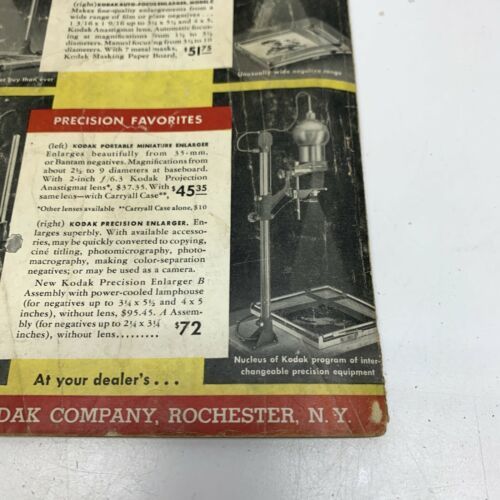 (right) KODAK AUTO-FOCUS ENLARGER, MODEL
Makes fine-quality enlargements from a
wide range of film or plate negatives—
1 3/16 x 1 9/16 up to 3¼ x 5½ and 4 x 5.
Kodak Anastigmat lens. Automatic focus-
ing at magnifications from 1½ to 3½
diameters. Manual focusing from 3½ to 10
diameters. With 7 metal masks,
Kodak Masking Paper Board, $51.75
er buy than ever
Unusually wide negative range
PRECISION FAVORITES
(left) KODAK PORTABLE MINIATURE ENLARGER
Enlarges beautifully from 35-mm.
or Bantam negatives. Magnifications from
about 2½ to 9 diameters at baseboard.
With 2-inch f/6.3 Kodak Projection
Anastigmat lens*, $37.35. With
same lens—with Carryall Case**, $45.35
*Other lenses available **Carryall Case alone, $10
(right) KODAK PRECISION ENLARGER. En-
larges superbly. With available accesso-
ries, may be quickly converted to copying,
ciné titling, photomicrography, photo-
macrography, making color-separation
negatives; or may be used as a camera.
New Kodak Precision Enlarger B
Assembly with power-cooled lamphouse
(for negatives up to 3¼ x 5½ and 4 x 5
inches), without lens, $95.45. A Assem-
bly (for negatives up to 2¼ x 3¼
inches), without lens......... $72
Nucleus of Kodak program of inter-
changeable precision equipment
At your dealer's...
DAK COMPANY, ROCHESTER, N. Y.